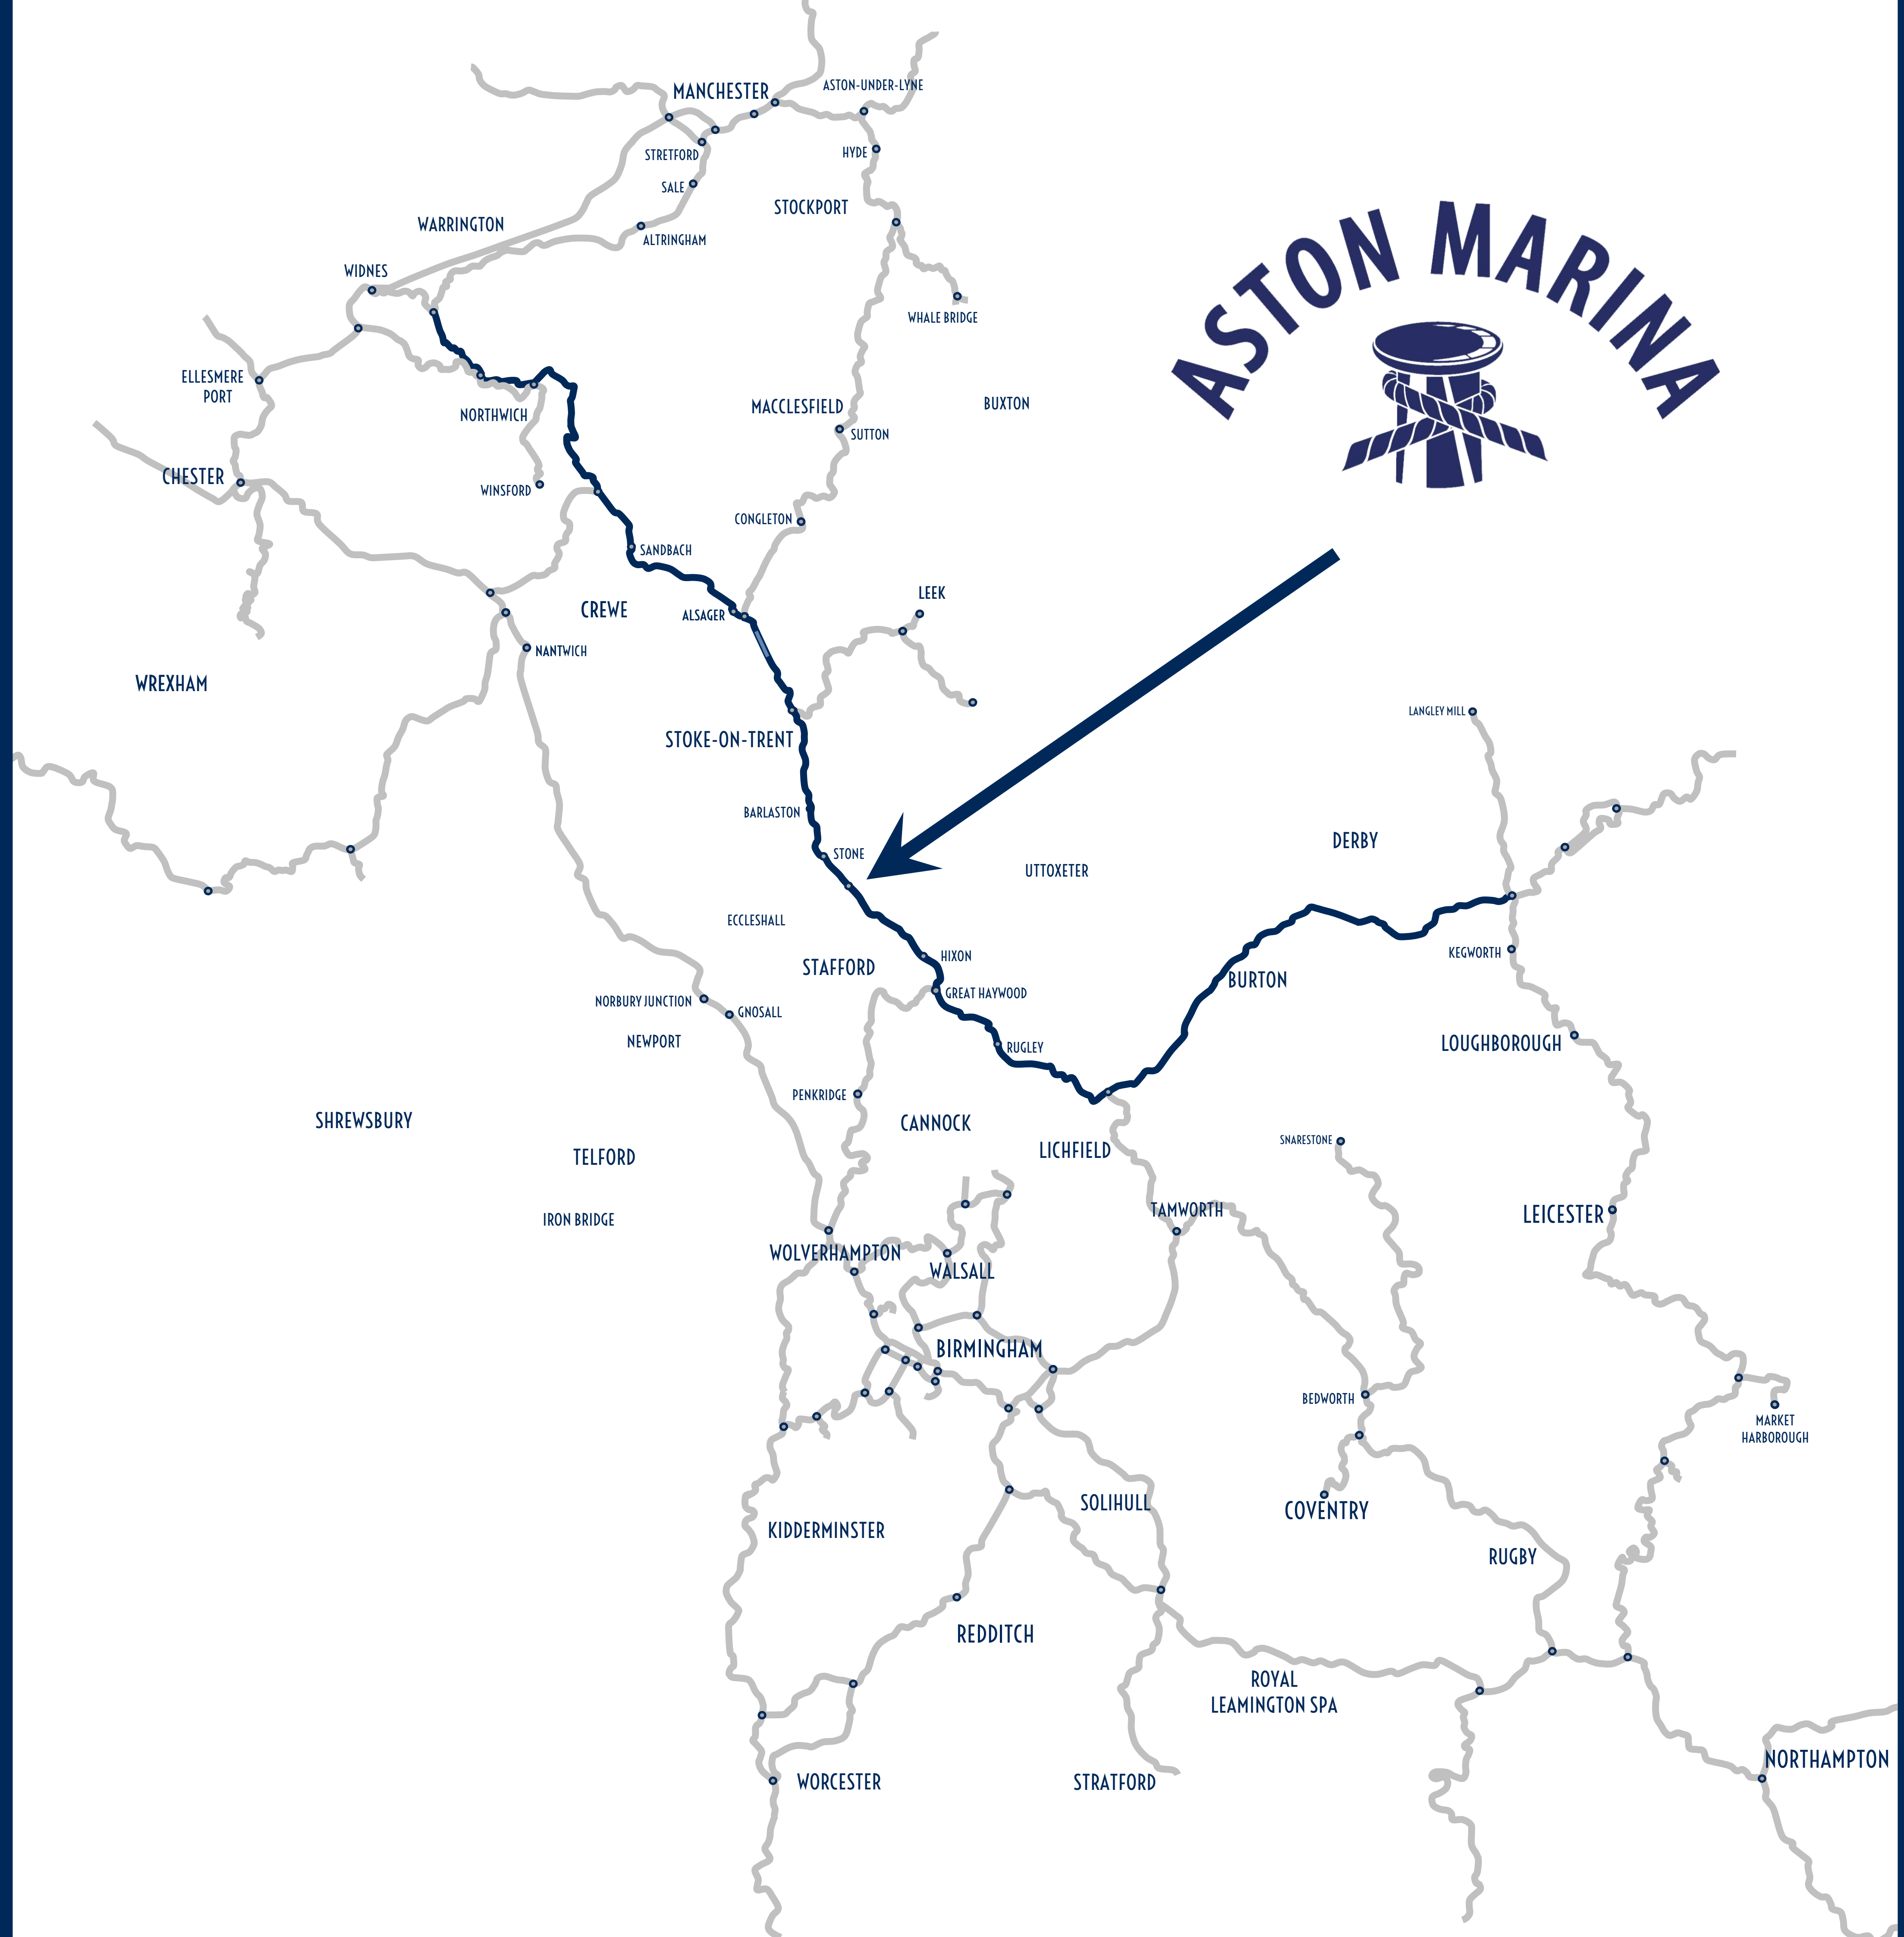 MANCHESTER
ASTON-UNDER-LYNE
STRETFORD
HYDE
SALE
STOCKPORT
WARRINGTON
ALTRINGHAM
WIDNES
WHALE BRIDGE
ASTON MARINA
ELLESMERE
PORT
NORTHWICH
MACCLESFIELD
BUXTON
SUTTON
CHESTER
WINSFORD
CONGLETON
SANDBACH
LEEK
CREWE
ALSAGER
NANTWICH
WREXHAM
LANGLEY MILL
STOKE-ON-TRENT
BARLASTON
DERBY
STONE
UTTOXETER
ECCLESHALL
KEGWORTH
HIXON
STAFFORD
BURTON
GREAT HAYWOOD
NORBURY JUNCTION
GNOSALL
NEWPORT
RUGLEY
LOUGHBOROUGH
PENKRIDGE
SHREWSBURY
CANNOCK
SNARESTONE
LICHFIELD
TELFORD
TAMWORTH
LEICESTER
IRON BRIDGE
WOLVERHAMPTON
WALSALL
BIRMINGHAM
BEDWORTH
MARKET
HARBOROUGH
SOLIHULL
COVENTRY
KIDDERMINSTER
RUGBY
REDDITCH
ROYAL
LEAMINGTON SPA
NORTHAMPTON
WORCESTER
STRATFORD